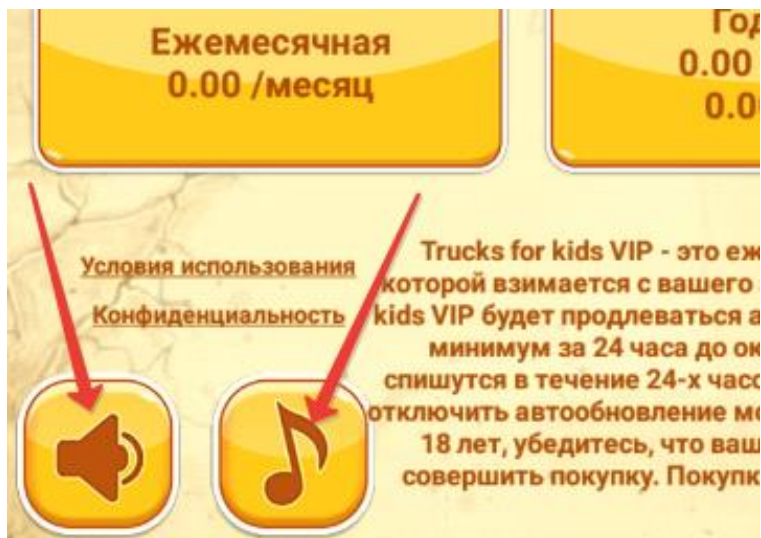 Ежемесячная
0.00 /месяц
Год
0.00
0.0
Условия использования
Конфиденциальность
Trucks for kids VIP - это еж
которой взимается с вашего
kids VIP будет продлеваться а
минимум за 24 часа до ок
спишутся в течение 24-х часо
отключить автообновление мо
18 лет, убедитесь, что ваш
совершить покупку. Покупк